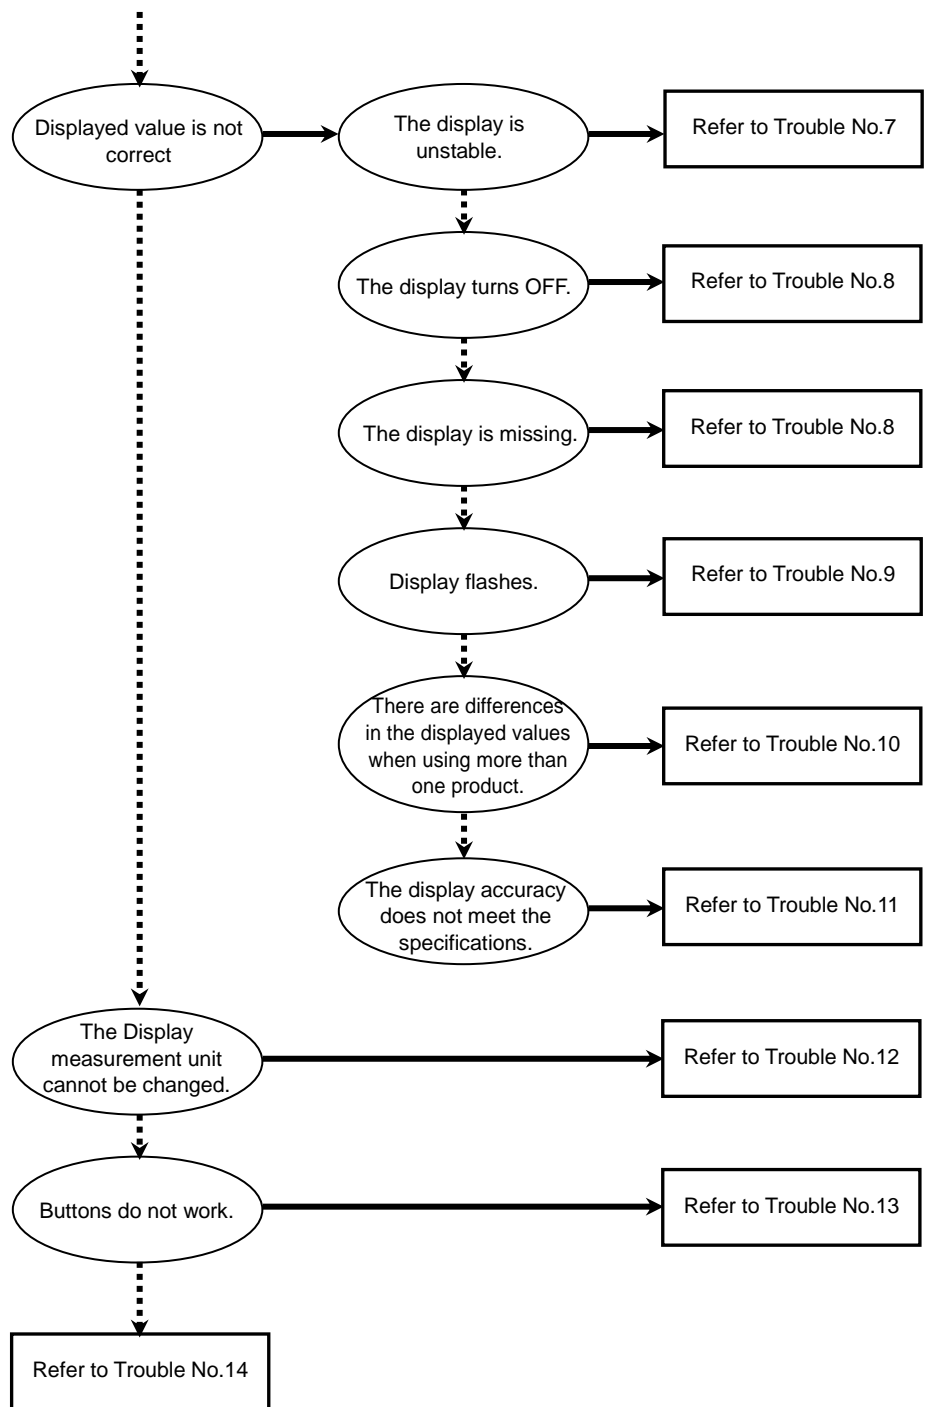 Displayed value is not
correct
The display is
unstable.
Refer to Trouble No.7
The display turns OFF.
Refer to Trouble No.8
The display is missing.
Refer to Trouble No.8
Display flashes.
Refer to Trouble No.9
There are differences
in the displayed values
when using more than
one product.
Refer to Trouble No.10
The display accuracy
does not meet the
specifications.
Refer to Trouble No.11
The Display
measurement unit
cannot be changed.
Refer to Trouble No.12
Buttons do not work.
Refer to Trouble No.13
Refer to Trouble No.14